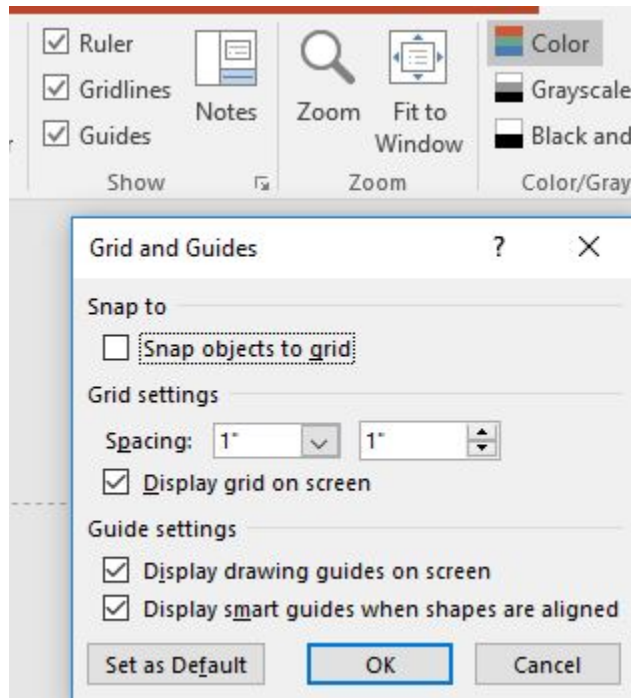 Ruler
Gridlines
Guides
Notes
Zoom
Fit to
Window
Color
Grayscale
Black and
Show
Zoom
Color/Gray
Grid and Guides ?
Snap to
Snap objects to grid
Grid settings
Spacing: 1" 1"
Display grid on screen
Guide settings
Display drawing guides on screen
Display smart guides when shapes are aligned
Set as Default OK Cancel